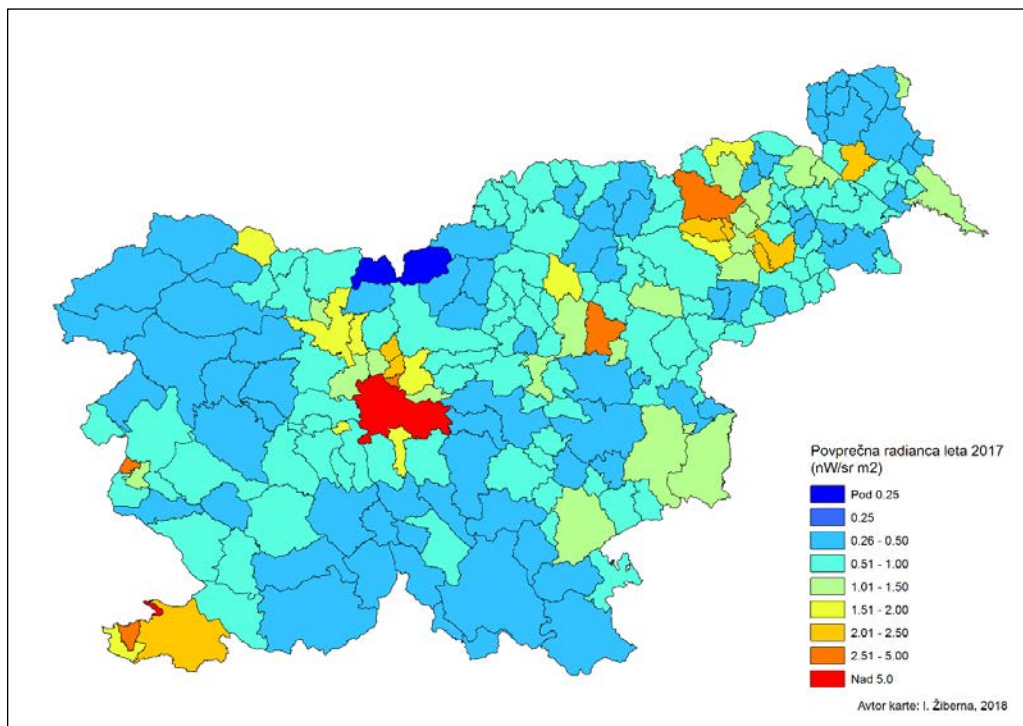 Povprečna radianca leta 2017
(nW/sr m2)
Pod 0.25
0.25
0.26 - 0.50
0.51 - 1.00
1.01 - 1.50
1.51 - 2.00
2.01 - 2.50
2.51 - 5.00
Nad 5.0
Avtor karte: I. Žiberna, 2018